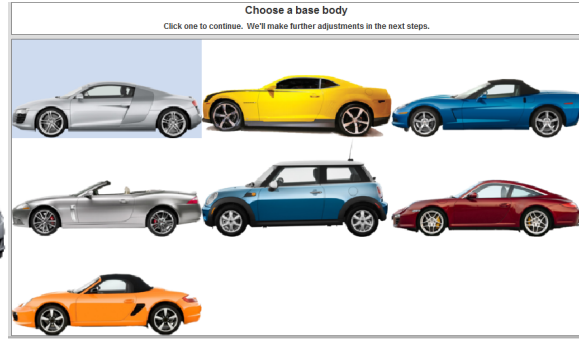 Choose a base body
Click one to continue. We'll make further adjustments in the next steps.